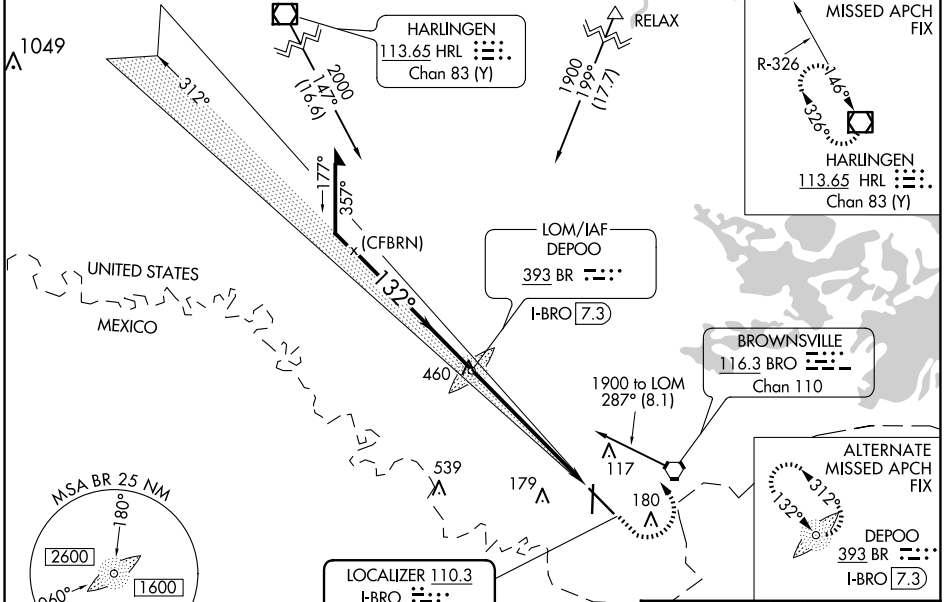 1049
HARLINGEN
113.65 HRL
Chan 83 (Y)
2000
147°
(16.6)
RELAX
1900
199°
(17.7)
MISSED APCH
FIX
R-326
146°
326°
HARLINGEN
113.65 HRL
Chan 83 (Y)
312°
177°
357°
(CFBRN)
132°
LOM/IAF
DEPOO
393 BR
I-BRO 7.3
UNITED STATES
MEXICO
460
BROWNSVILLE
116.3 BRO
Chan 110
1900 to LOM
287° (8.1)
117
539
179
180
ALTERNATE
MISSED APCH
FIX
312°
132°
DEPOO
393 BR
I-BRO 7.3
MSA BR 25 NM
180°
2600
1600
060°
LOCALIZER 110.3
I-BRO